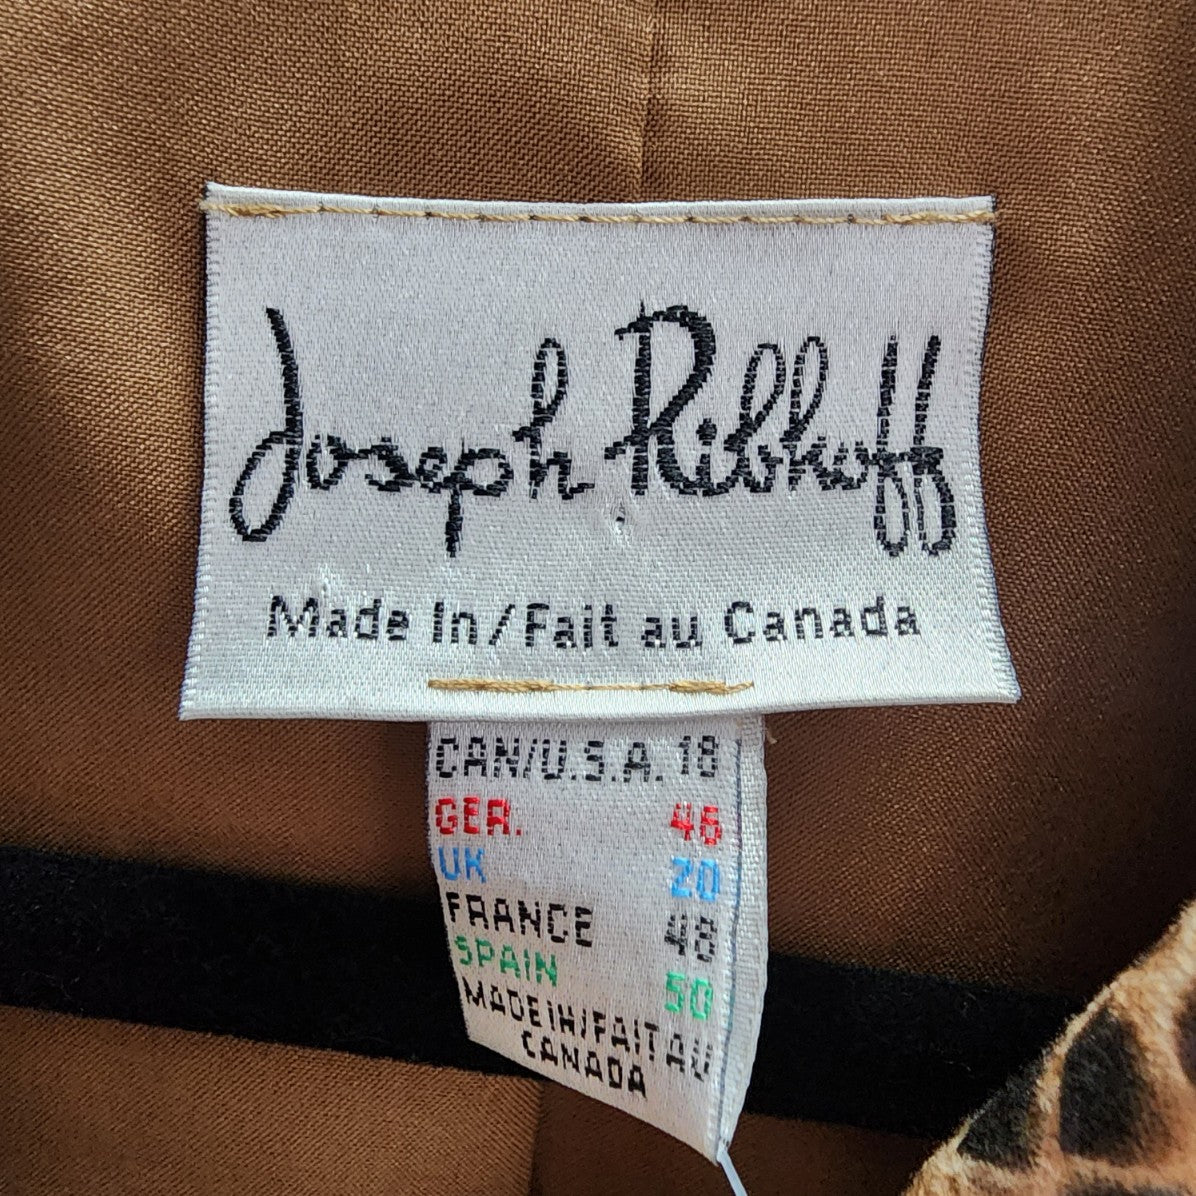 Joseph Ribkoff
Made In/Fait au Canada
CAN/U.S.A. 18
GER. 46
UK 20
FRANCE 48
SPAIN 50
MADE IN/FAIT AU
CANADA